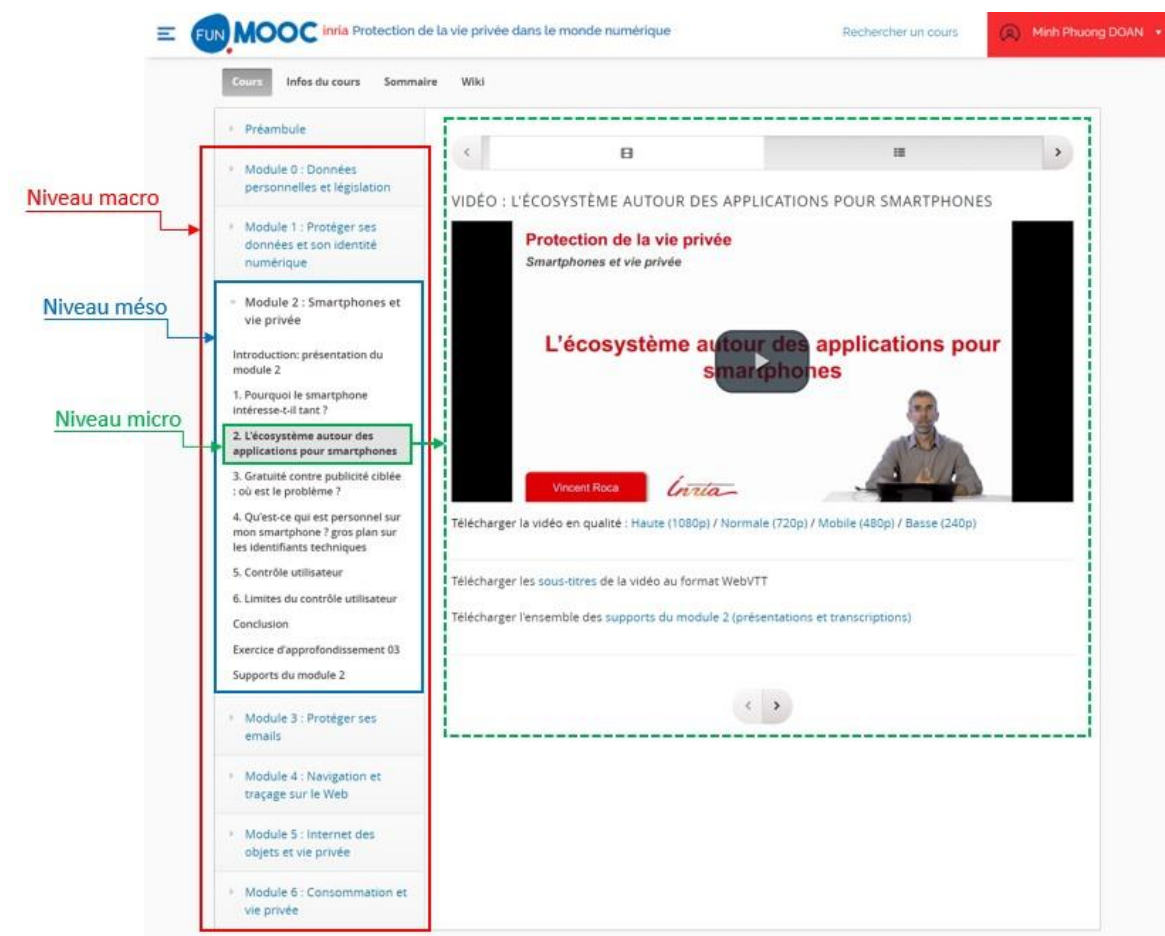 FUN MOOC inria Protection de la vie privée dans le monde numérique
Rechercher un cours
Minh Phuong DOAN
Cours Infos du cours Sommaire Wiki
Niveau macro
Niveau méso
Niveau micro
Préambule
Module 0 : Données
personnelles et législation
Module 1 : Protéger ses
données et son identité
numérique
Module 2 : Smartphones et
vie privée
Introduction: présentation du
module 2
1. Pourquoi le smartphone
intéresse-t-il tant ?
2. L'écosystème autour des
applications pour smartphones
3. Gratuité contre publicité ciblée
: où est le problème ?
4. Qu'est-ce qui est personnel sur
mon smartphone ? gros plan sur
les identifiants techniques
5. Contrôle utilisateur
6. Limites du contrôle utilisateur
Conclusion
Exercice d'approfondissement 03
Supports du module 2
Module 3 : Protéger ses
emails
Module 4 : Navigation et
traçage sur le Web
Module 5 : Internet des
objets et vie privée
Module 6 : Consommation et
vie privée
VIDÉO : L'ÉCOSYSTÈME AUTOUR DES APPLICATIONS POUR SMARTPHONES
Protection de la vie privée
Smartphones et vie privée
L'écosystème autour des applications pour
smartphones
Vincent Roca
Inria
Télécharger la vidéo en qualité : Haute (1080p) / Normale (720p) / Mobile (480p) / Basse (240p)
Télécharger les sous-titres de la vidéo au format WebVTT
Télécharger l'ensemble des supports du module 2 (présentations et transcriptions)